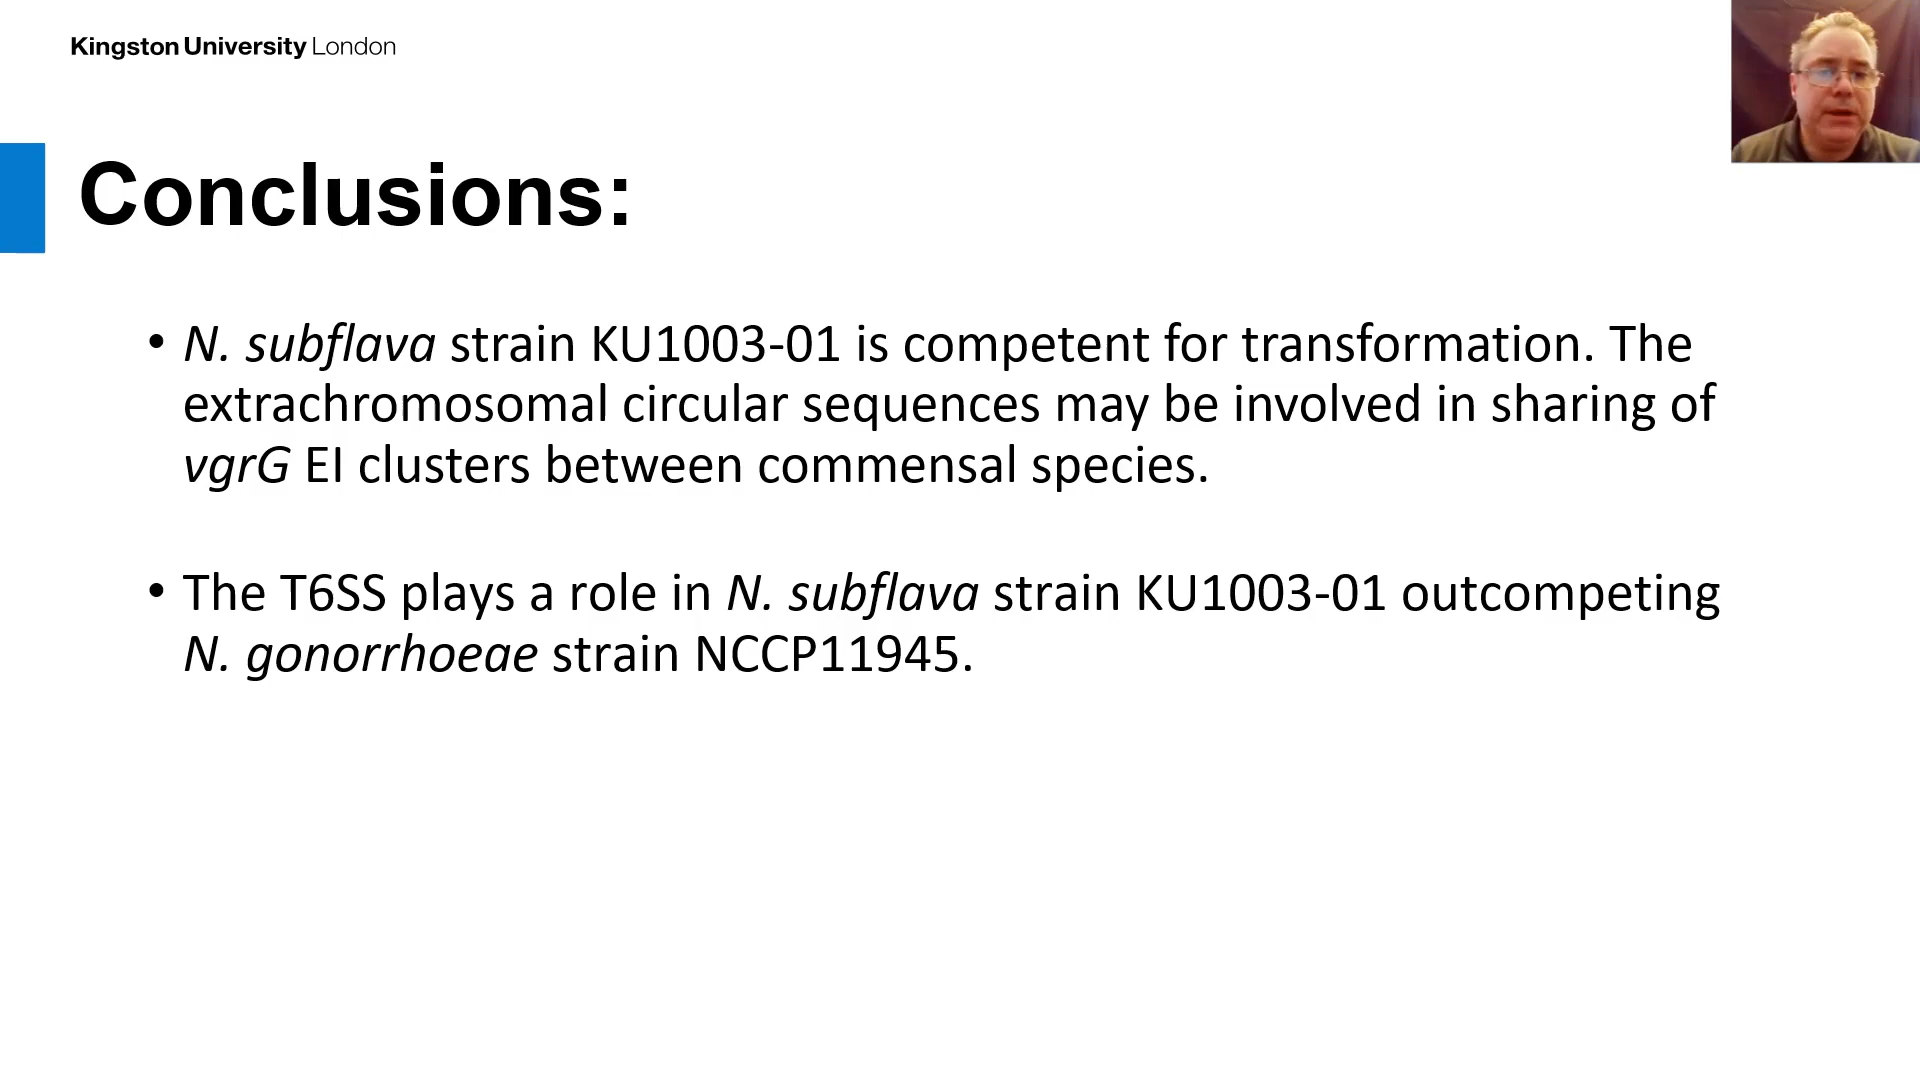 Kingston University London
Conclusions:
• N. subflava strain KU1003-01 is competent for transformation. The
extrachromosomal circular sequences may be involved in sharing of
vgrG EI clusters between commensal species.
• The T6SS plays a role in N. subflava strain KU1003-01 outcompeting
N. gonorrhoeae strain NCCP11945.